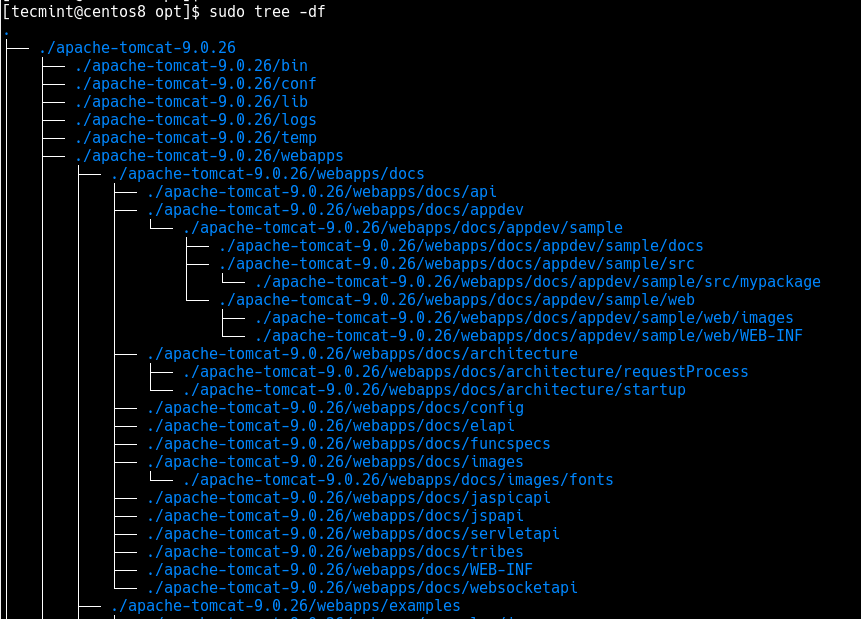 [tecmint@centos8 opt]$ sudo tree -df
.
├── ./apache-tomcat-9.0.26
│   ├── ./apache-tomcat-9.0.26/bin
│   ├── ./apache-tomcat-9.0.26/conf
│   ├── ./apache-tomcat-9.0.26/lib
│   ├── ./apache-tomcat-9.0.26/logs
│   ├── ./apache-tomcat-9.0.26/temp
│   ├── ./apache-tomcat-9.0.26/webapps
│   │   ├── ./apache-tomcat-9.0.26/webapps/docs
│   │   │   ├── ./apache-tomcat-9.0.26/webapps/docs/api
│   │   │   ├── ./apache-tomcat-9.0.26/webapps/docs/appdev
│   │   │   │   └── ./apache-tomcat-9.0.26/webapps/docs/appdev/sample
│   │   │   │       ├── ./apache-tomcat-9.0.26/webapps/docs/appdev/sample/docs
│   │   │   │       ├── ./apache-tomcat-9.0.26/webapps/docs/appdev/sample/src
│   │   │   │       │   └── ./apache-tomcat-9.0.26/webapps/docs/appdev/sample/src/mypackage
│   │   │   │       └── ./apache-tomcat-9.0.26/webapps/docs/appdev/sample/web
│   │   │   │           ├── ./apache-tomcat-9.0.26/webapps/docs/appdev/sample/web/images
│   │   │   │           └── ./apache-tomcat-9.0.26/webapps/docs/appdev/sample/web/WEB-INF
│   │   │   ├── ./apache-tomcat-9.0.26/webapps/docs/architecture
│   │   │   │   ├── ./apache-tomcat-9.0.26/webapps/docs/architecture/requestProcess
│   │   │   │   └── ./apache-tomcat-9.0.26/webapps/docs/architecture/startup
│   │   │   ├── ./apache-tomcat-9.0.26/webapps/docs/config
│   │   │   ├── ./apache-tomcat-9.0.26/webapps/docs/elapi
│   │   │   ├── ./apache-tomcat-9.0.26/webapps/docs/funcspecs
│   │   │   ├── ./apache-tomcat-9.0.26/webapps/docs/images
│   │   │   │   └── ./apache-tomcat-9.0.26/webapps/docs/images/fonts
│   │   │   ├── ./apache-tomcat-9.0.26/webapps/docs/jaspicapi
│   │   │   ├── ./apache-tomcat-9.0.26/webapps/docs/jspapi
│   │   │   ├── ./apache-tomcat-9.0.26/webapps/docs/servletapi
│   │   │   ├── ./apache-tomcat-9.0.26/webapps/docs/tribes
│   │   │   ├── ./apache-tomcat-9.0.26/webapps/docs/WEB-INF
│   │   │   └── ./apache-tomcat-9.0.26/webapps/docs/websocketapi
│   │   ├── ./apache-tomcat-9.0.26/webapps/examples